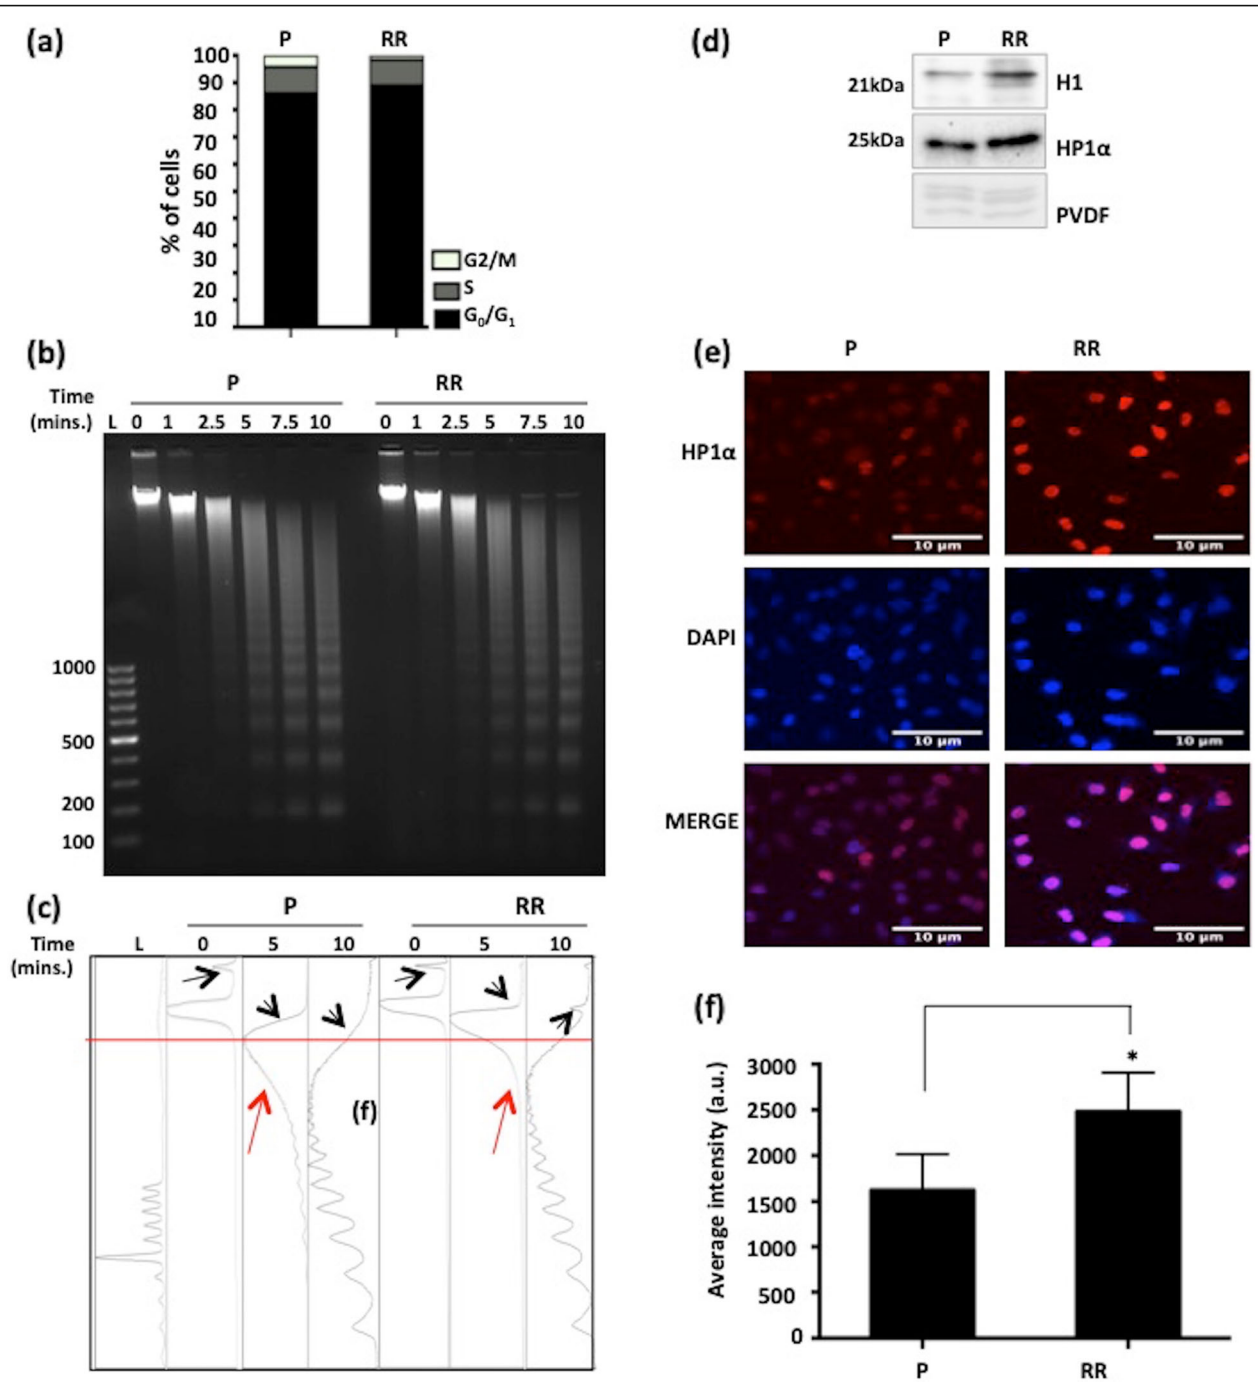 (a)
P RR
100
90
80
70
60
50
40
30
20
10
% of cells
G2/M
S
G₀/G₁
(b)
P RR
Time
(mins.) L 0 1 2.5 5 7.5 10 0 1 2.5 5 7.5 10
1000
500
200
100
(c)
P RR
Time L 0 5 10 0 5 10
(mins.)
(f)
(d)
P RR
21kDa H1
25kDa HP1α
PVDF
(e)
P RR
HP1α
10 µm 10 µm
DAPI
10 µm 10 µm
MERGE
10 µm 10 µm
(f)
*
3000
2500
2000
1500
1000
500
0
Average intensity (a.u.)
P RR